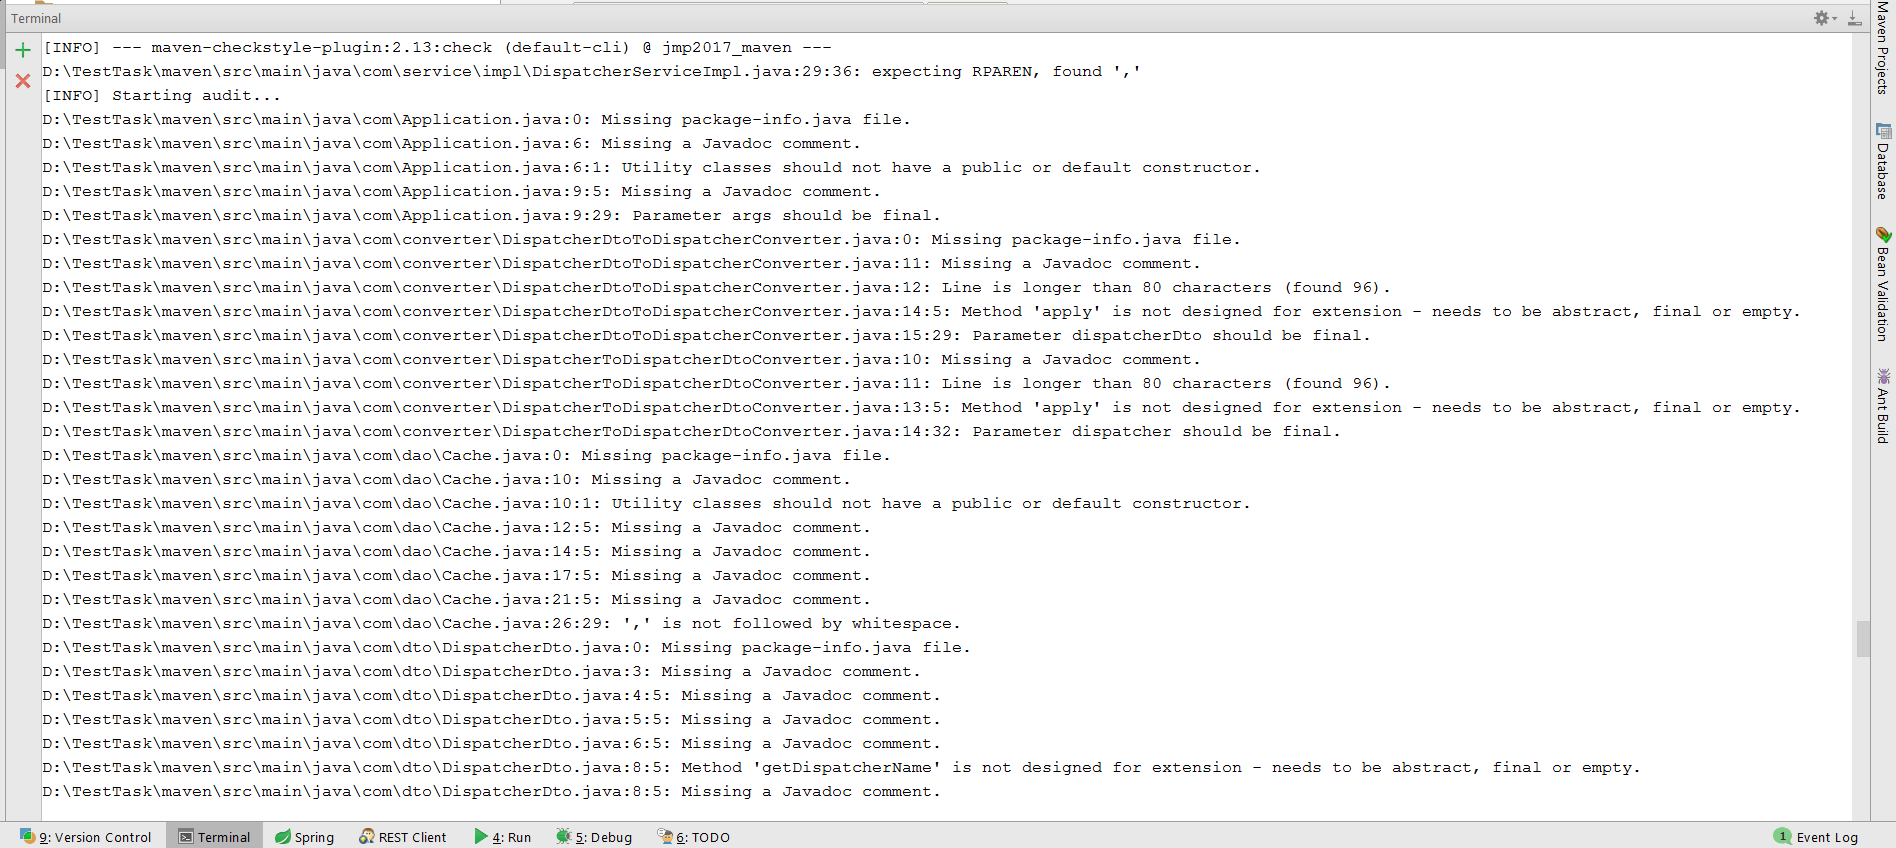 Terminal
[INFO] --- maven-checkstyle-plugin:2.13:check (default-cli) @ jmp2017_maven ---
D:\TestTask\maven\src\main\java\com\service\impl\DispatcherServiceImpl.java:29:36: expecting RPAREN, found ','
[INFO] Starting audit...
D:\TestTask\maven\src\main\java\com\Application.java:0: Missing package-info.java file.
D:\TestTask\maven\src\main\java\com\Application.java:6: Missing a Javadoc comment.
D:\TestTask\maven\src\main\java\com\Application.java:6:1: Utility classes should not have a public or default constructor.
D:\TestTask\maven\src\main\java\com\Application.java:9:5: Missing a Javadoc comment.
D:\TestTask\maven\src\main\java\com\Application.java:9:29: Parameter args should be final.
D:\TestTask\maven\src\main\java\com\converter\DispatcherDtoToDispatcherConverter.java:0: Missing package-info.java file.
D:\TestTask\maven\src\main\java\com\converter\DispatcherDtoToDispatcherConverter.java:11: Missing a Javadoc comment.
D:\TestTask\maven\src\main\java\com\converter\DispatcherDtoToDispatcherConverter.java:12: Line is longer than 80 characters (found 96).
D:\TestTask\maven\src\main\java\com\converter\DispatcherDtoToDispatcherConverter.java:14:5: Method 'apply' is not designed for extension - needs to be abstract, final or empty.
D:\TestTask\maven\src\main\java\com\converter\DispatcherDtoToDispatcherConverter.java:15:29: Parameter dispatcherDto should be final.
D:\TestTask\maven\src\main\java\com\converter\DispatcherToDispatcherDtoConverter.java:10: Missing a Javadoc comment.
D:\TestTask\maven\src\main\java\com\converter\DispatcherToDispatcherDtoConverter.java:11: Line is longer than 80 characters (found 96).
D:\TestTask\maven\src\main\java\com\converter\DispatcherToDispatcherDtoConverter.java:13:5: Method 'apply' is not designed for extension - needs to be abstract, final or empty.
D:\TestTask\maven\src\main\java\com\converter\DispatcherToDispatcherDtoConverter.java:14:32: Parameter dispatcher should be final.
D:\TestTask\maven\src\main\java\com\dao\Cache.java:0: Missing package-info.java file.
D:\TestTask\maven\src\main\java\com\dao\Cache.java:10: Missing a Javadoc comment.
D:\TestTask\maven\src\main\java\com\dao\Cache.java:10:1: Utility classes should not have a public or default constructor.
D:\TestTask\maven\src\main\java\com\dao\Cache.java:12:5: Missing a Javadoc comment.
D:\TestTask\maven\src\main\java\com\dao\Cache.java:14:5: Missing a Javadoc comment.
D:\TestTask\maven\src\main\java\com\dao\Cache.java:17:5: Missing a Javadoc comment.
D:\TestTask\maven\src\main\java\com\dao\Cache.java:21:5: Missing a Javadoc comment.
D:\TestTask\maven\src\main\java\com\dao\Cache.java:26:29: ',' is not followed by whitespace.
D:\TestTask\maven\src\main\java\com\dto\DispatcherDto.java:0: Missing package-info.java file.
D:\TestTask\maven\src\main\java\com\dto\DispatcherDto.java:3: Missing a Javadoc comment.
D:\TestTask\maven\src\main\java\com\dto\DispatcherDto.java:4:5: Missing a Javadoc comment.
D:\TestTask\maven\src\main\java\com\dto\DispatcherDto.java:5:5: Missing a Javadoc comment.
D:\TestTask\maven\src\main\java\com\dto\DispatcherDto.java:6:5: Missing a Javadoc comment.
D:\TestTask\maven\src\main\java\com\dto\DispatcherDto.java:8:5: Method 'getDispatcherName' is not designed for extension - needs to be abstract, final or empty.
D:\TestTask\maven\src\main\java\com\dto\DispatcherDto.java:8:5: Missing a Javadoc comment.
Maven Projects
Database
Bean Validation
Ant Build
9: Version Control
Terminal
Spring
REST Client
4: Run
5: Debug
6: TODO
1 Event Log